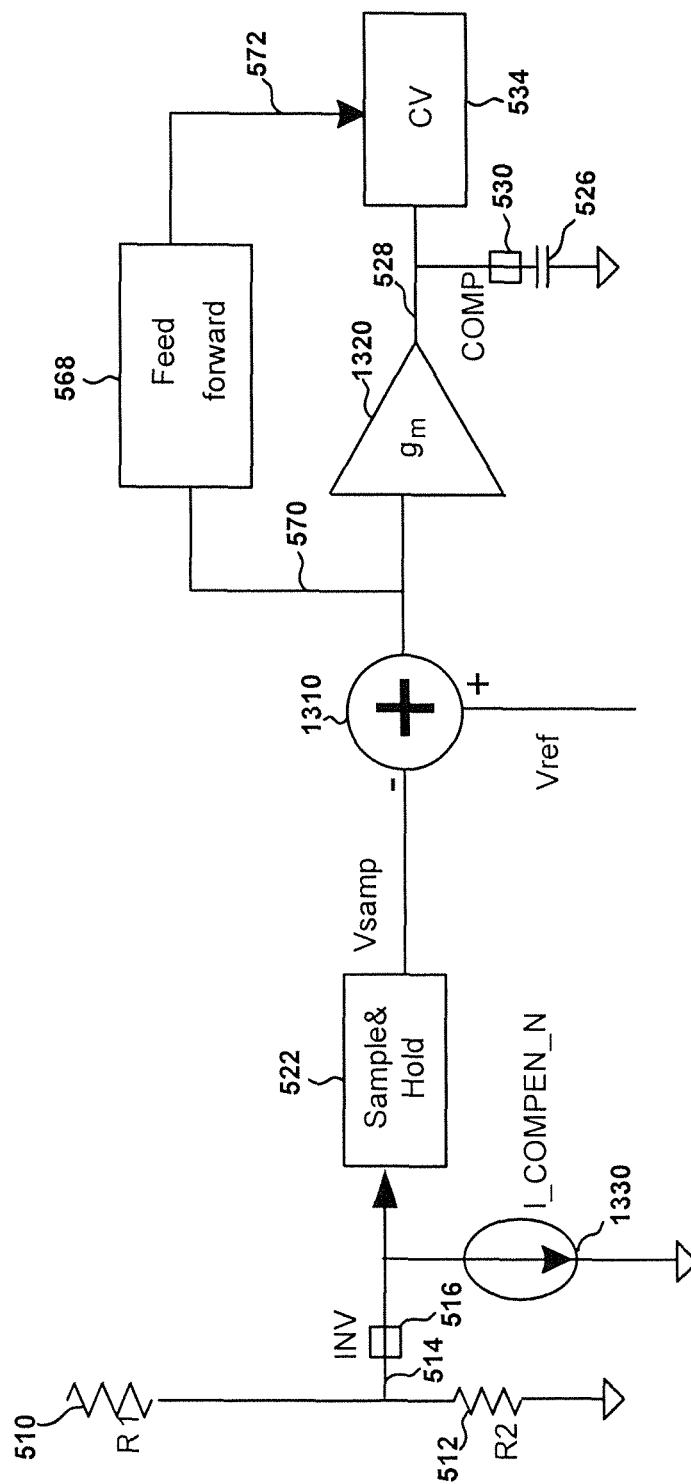 510
R1
514
INV
516
512
R2
522
Sample&
Hold
I_COMPEN_N
1330
Vsamp
1310
-
+
+
Vref
570
568
Feed
forward
572
1320
gm
528
COMP
530
526
CV
534